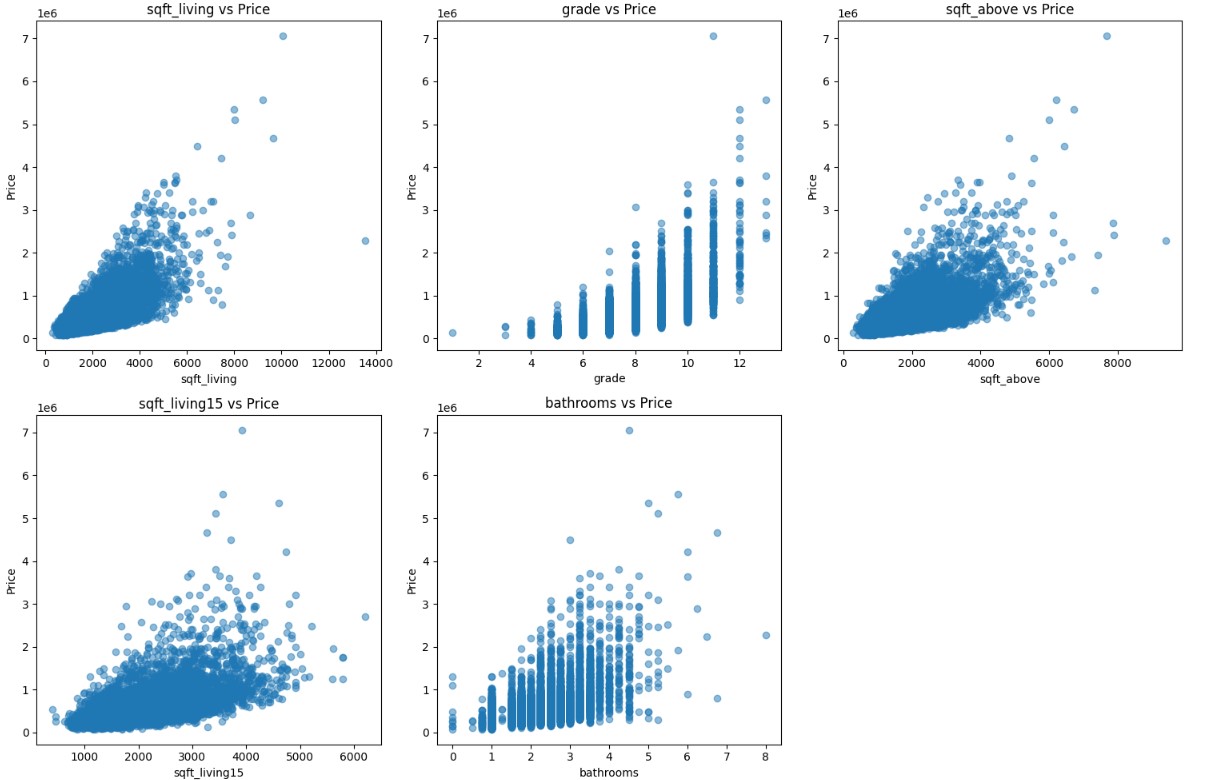 sqft_living vs Price
1e6
7
6
5
4
3
2
1
0
Price
0 2000 4000 6000 8000 10000 12000 14000
sqft_living
grade vs Price
1e6
7
6
5
4
3
2
1
0
Price
2 4 6 8 10 12
grade
sqft_above vs Price
1e6
7
6
5
4
3
2
1
0
Price
0 2000 4000 6000 8000
sqft_above
sqft_living15 vs Price
1e6
7
6
5
4
3
2
1
0
Price
1000 2000 3000 4000 5000 6000
sqft_living15
bathrooms vs Price
1e6
7
6
5
4
3
2
1
0
Price
0 1 2 3 4 5 6 7 8
bathrooms